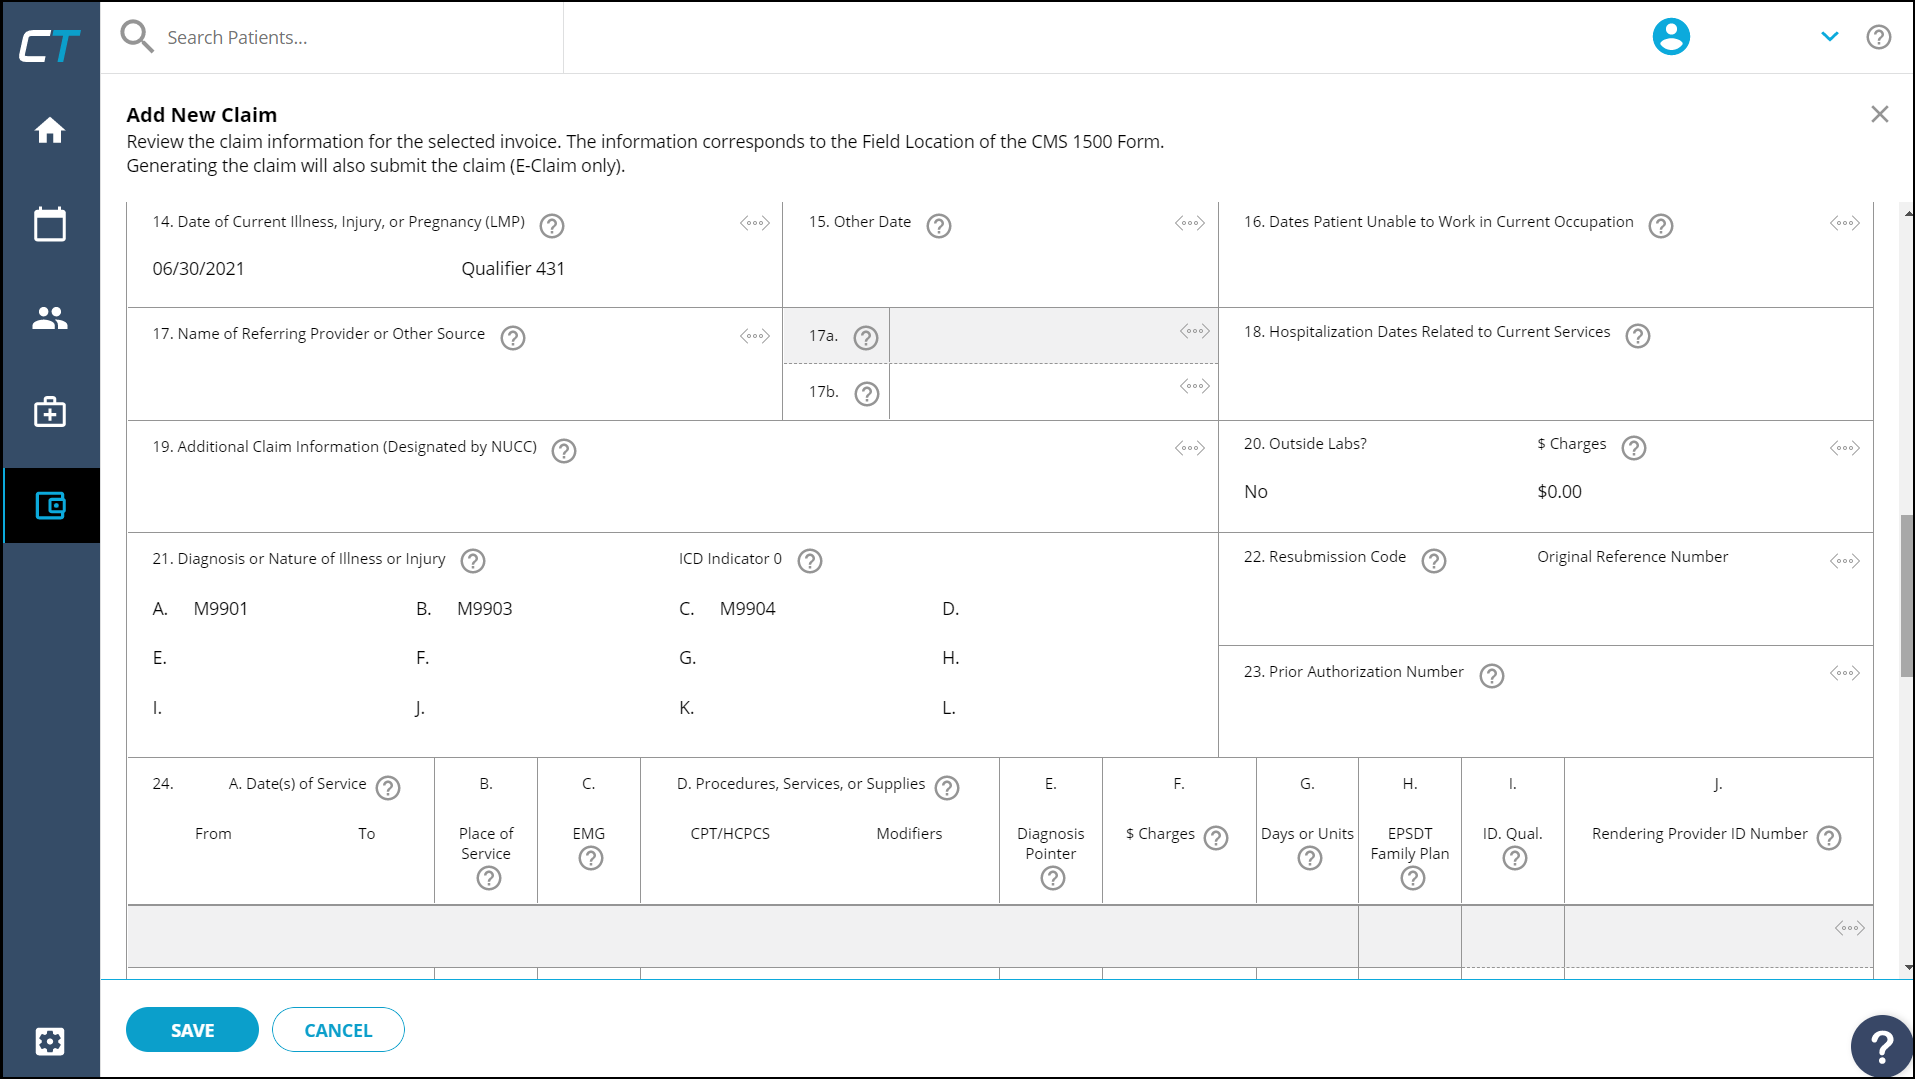 CT
Search Patients...
Add New Claim
Review the claim information for the selected invoice. The information corresponds to the Field Location of the CMS 1500 Form.
Generating the claim will also submit the claim (E-Claim only).
14. Date of Current Illness, Injury, or Pregnancy (LMP)
06/30/2021 Qualifier 431
15. Other Date
16. Dates Patient Unable to Work in Current Occupation
17. Name of Referring Provider or Other Source
17a.
17b.
18. Hospitalization Dates Related to Current Services
19. Additional Claim Information (Designated by NUCC)
20. Outside Labs? $ Charges
No $0.00
21. Diagnosis or Nature of Illness or Injury ICD Indicator 0
A. M9901 B. M9903 C. M9904 D.
E. F. G. H.
I. J. K. L.
22. Resubmission Code Original Reference Number
23. Prior Authorization Number
24. A. Date(s) of Service B. C. D. Procedures, Services, or Supplies E. F. G. H. I. J.
From To Place of Service EMG CPT/HCPCS Modifiers Diagnosis Pointer $ Charges Days or Units EPSDT Family Plan ID. Qual. Rendering Provider ID Number
SAVE CANCEL